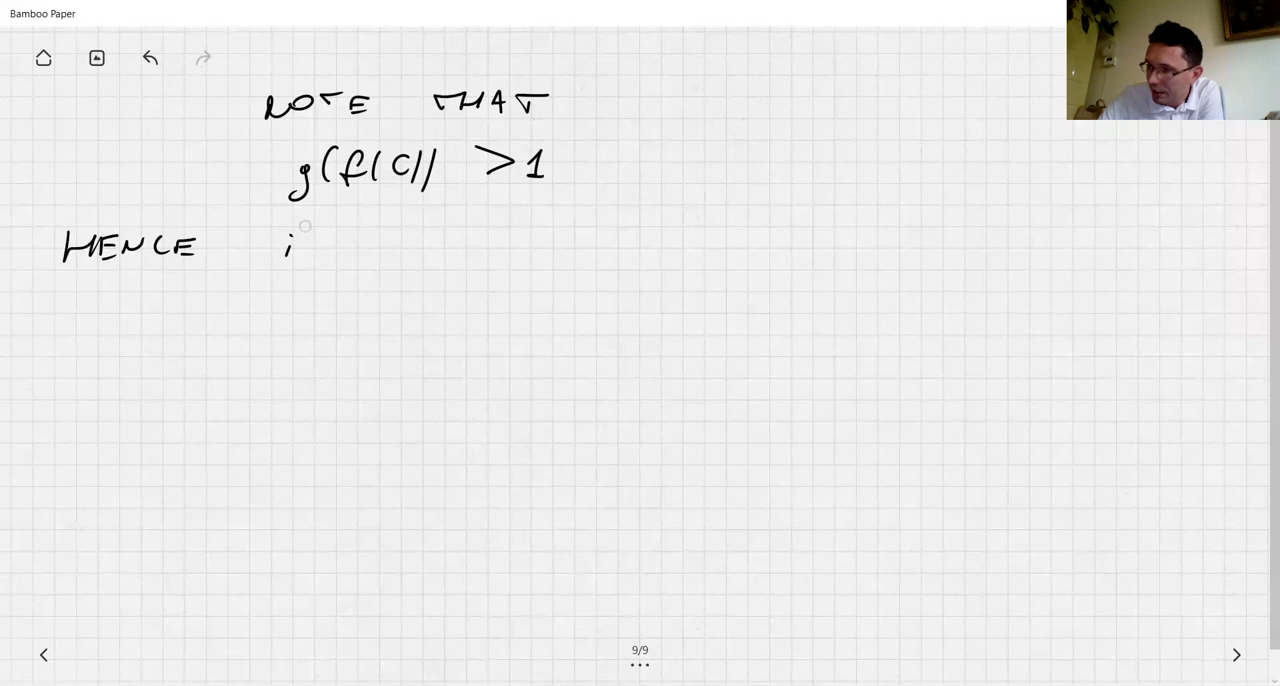 Bamboo Paper
NOTE THAT
g(f(c)) >1
HENCE i
9/9